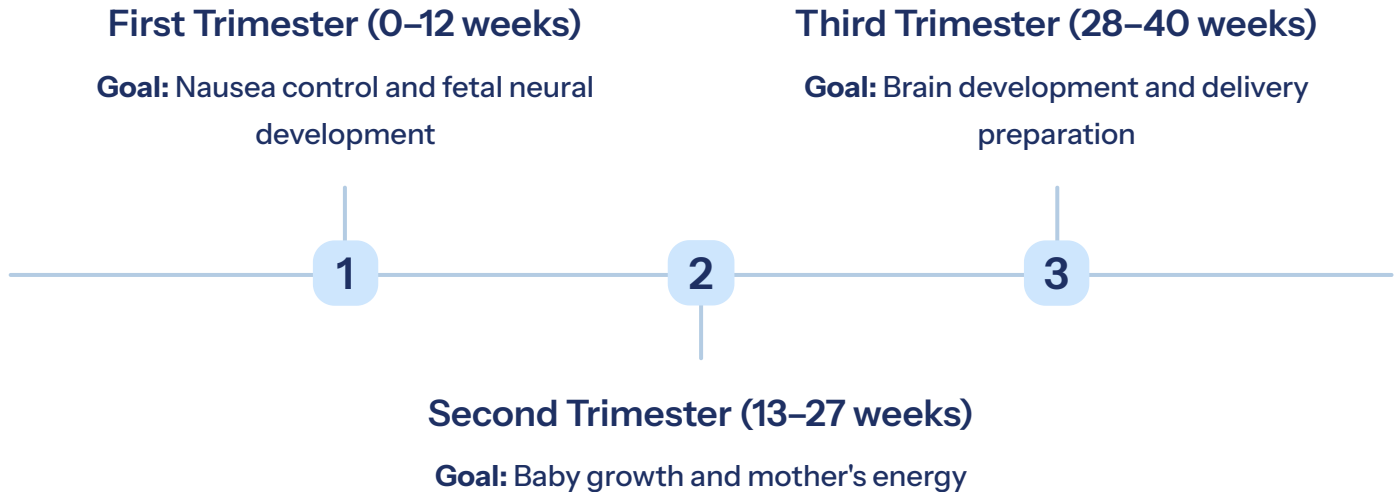 First Trimester (0–12 weeks)
Goal: Nausea control and fetal neural
development
Third Trimester (28–40 weeks)
Goal: Brain development and delivery
preparation
1
2
3
Second Trimester (13–27 weeks)
Goal: Baby growth and mother's energy